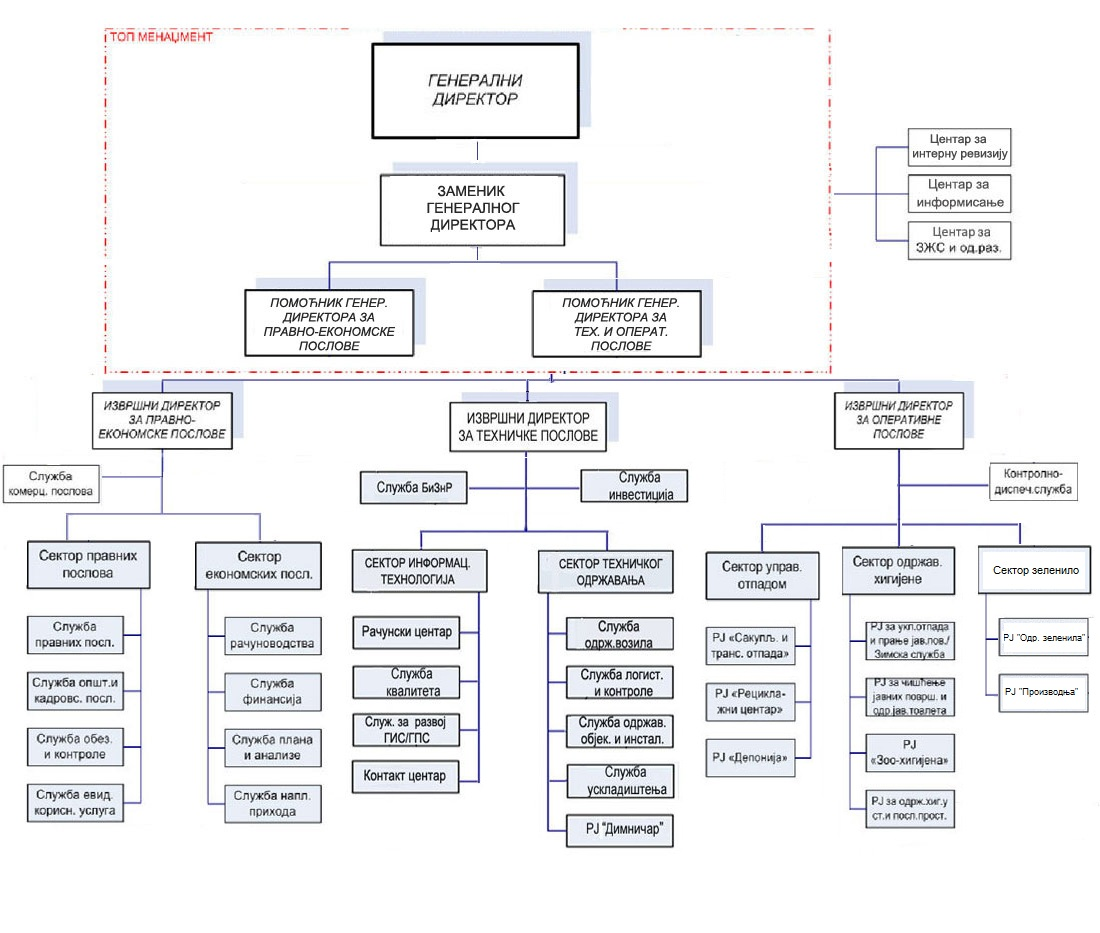 ТОП МЕНАЏМЕНТ
ГЕНЕРАЛНИ
ДИРЕКТОР
ЗАМЕНИК
ГЕНЕРАЛНОГ
ДИРЕКТОРА
ПОМОЋНИК ГЕНЕР.
ДИРЕКТОРА ЗА
ПРАВНО-ЕКОНОМСКЕ
ПОСЛОВЕ
ПОМОЋНИК ГЕНЕР.
ДИРЕКТОРА ЗА
ТЕХ. И ОПЕРАТ.
ПОСЛОВЕ
Центар за
интерну ревизију
Центар за
информисање
Центар за
ЗЖС и од.раз.
ИЗВРШНИ ДИРЕКТОР
ЗА ПРАВНО-
ЕКОНОМСКЕ ПОСЛОВЕ
ИЗВРШНИ ДИРЕКТОР
ЗА ТЕХНИЧКЕ ПОСЛОВЕ
ИЗВРШНИ ДИРЕКТОР
ЗА ОПЕРАТИВНЕ
ПОСЛОВЕ
Служба
комерц. послова
Служба БиЗнР
Служба
инвестиција
Контролно-
диспеч.служба
Сектор правних
послова
Служба
правних посл.
Служба општ.и
кадровс. посл.
Служба обез.
и контроле
Служба евид.
корисн. услуга
Сектор
економских посл.
Служба
рачуноводства
Служба
финансија
Служба плана
и анализе
Служба напл.
прихода
СЕКТОР ИНФОРМАЦ.
ТЕХНОЛОГИЈА
Рачунски центар
Служба
квалитета
Служ. за развој
ГИС/ГПС
Контакт центар
СЕКТОР ТЕХНИЧКОГ
ОДРЖАВАЊА
Служба
одрж.возила
Служба логист.
и контроле
Служба одржав.
објек. и инстал.
Служба
ускладиштења
РЈ "Димничар"
Сектор управ.
отпадом
РЈ «Сакупљ. и
транс. отпада»
РЈ «Рецикла-
жни центар»
РЈ «Депонија»
Сектор одржав.
хигијене
РЈ за укл.отпада
и прање јав.пов./
Зимска служба
РЈ за чишћење
јавних површ. и
одр.јав.тоалета
РЈ
«Зоо-хигијена»
РЈ за одрж.хиг.у
ст.и посл.прост.
Сектор зеленило
РЈ "Одр. зеленила"
РЈ "Производња"